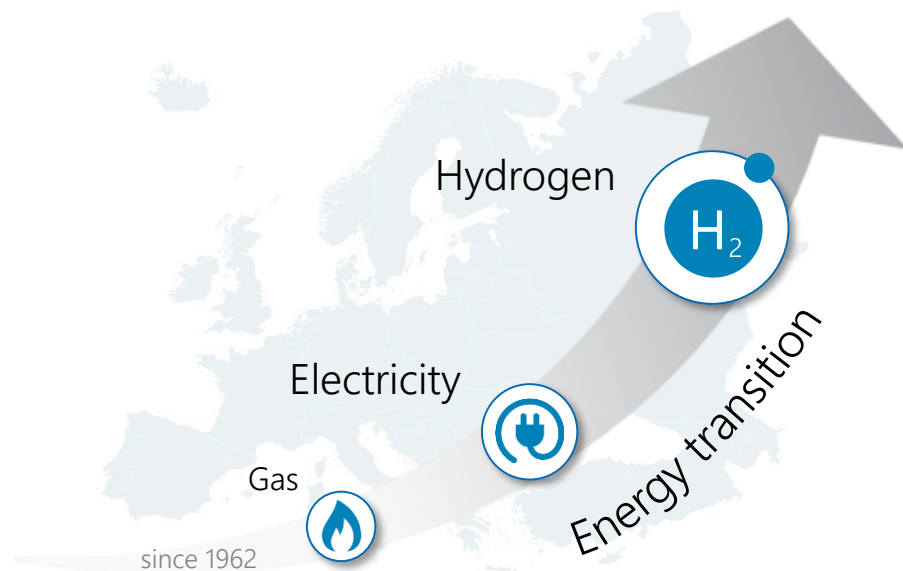 Hydrogen
H₂
Electricity
Energy transition
Gas
since 1962